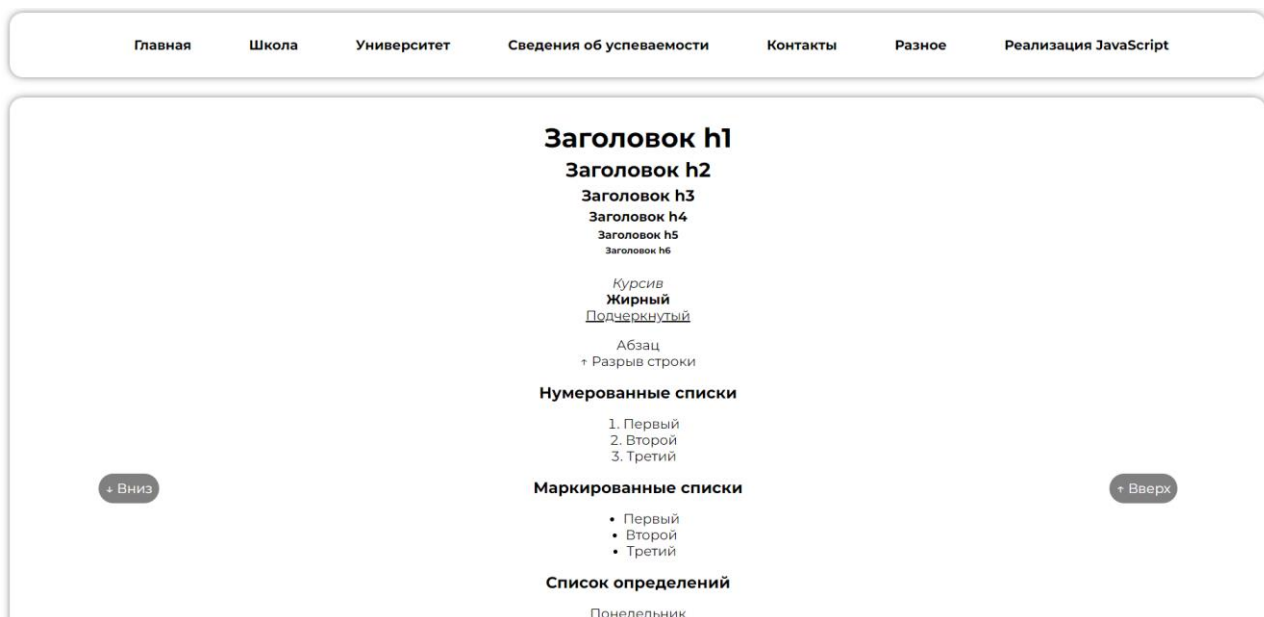 Главная Школа Университет Сведения об успеваемости Контакты Разное Реализация JavaScript
Заголовок h1
Заголовок h2
Заголовок h3
Заголовок h4
Заголовок h5
Заголовок h6
Курсив
Жирный
Подчеркнутый
Абзац
↑ Разрыв строки
Нумерованные списки
1. Первый
2. Второй
3. Третий
↓ Вниз
Маркированные списки
↑ Вверх
• Первый
• Второй
• Третий
Список определений
Понедельник